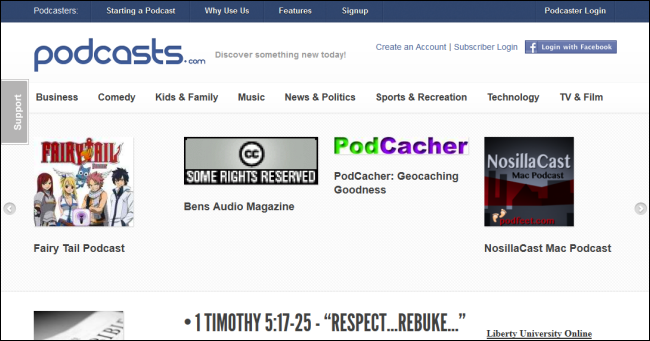 Podcasters: Starting a Podcast Why Use Us Features Signup Podcaster Login
podcasts.com Discover something new today! Create an Account | Subscriber Login f Login with Facebook
Support
Business Comedy Kids & Family Music News & Politics Sports & Recreation Technology TV & Film
FAIRY TAIL
Fairy Tail Podcast
cc
SOME RIGHTS RESERVED
Bens Audio Magazine
PodCacher
PodCacher: Geocaching
Goodness
NOSILLACAST
Mac Podcast
podfeet.com
NosillaCast Mac Podcast
• 1 TIMOTHY 5:17-25 - “RESPECT...REBUKE...”
Liberty University Online